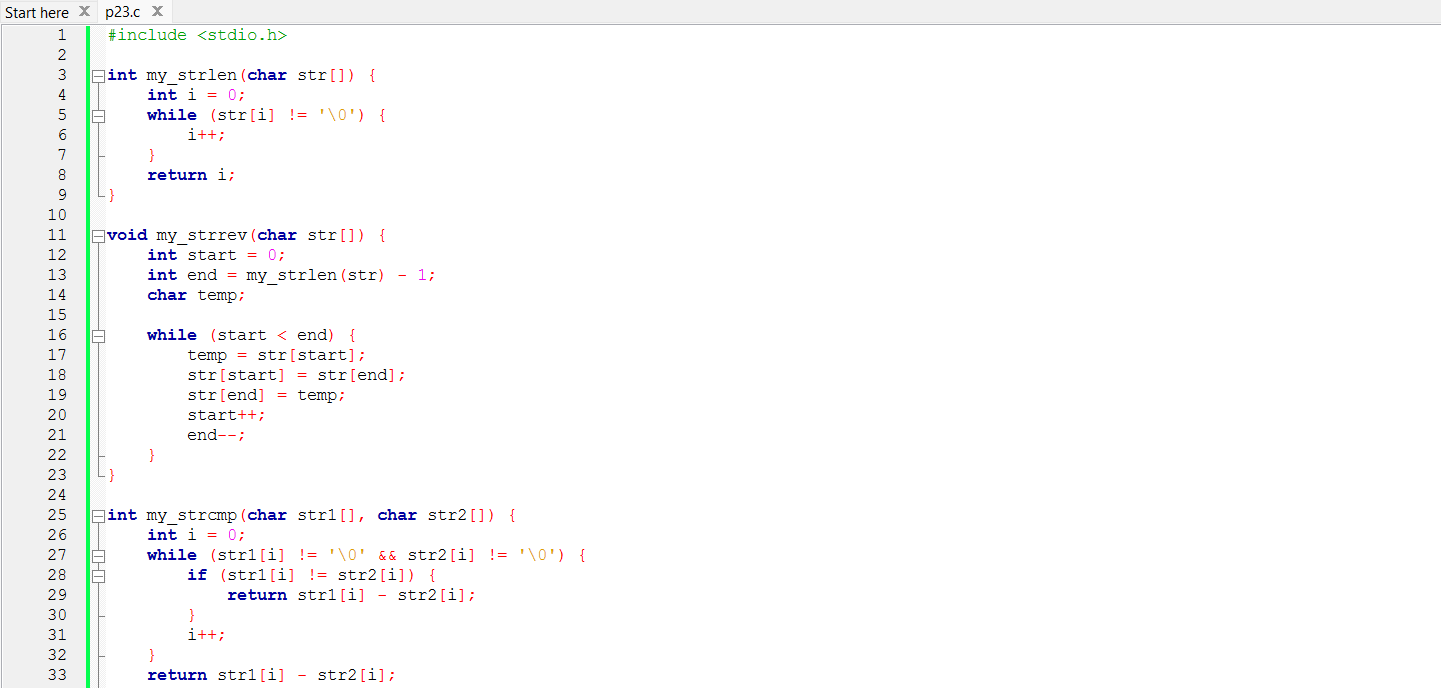 Start here X p23.c X
1 #include <stdio.h>
2
3 int my_strlen(char str[]) {
4     int i = 0;
5     while (str[i] != '\0') {
6         i++;
7     }
8     return i;
9 }
10
11 void my_strrev(char str[]) {
12     int start = 0;
13     int end = my_strlen(str) - 1;
14     char temp;
15
16     while (start < end) {
17         temp = str[start];
18         str[start] = str[end];
19         str[end] = temp;
20         start++;
21         end--;
22     }
23 }
24
25 int my_strcmp(char str1[], char str2[]) {
26     int i = 0;
27     while (str1[i] != '\0' && str2[i] != '\0') {
28         if (str1[i] != str2[i]) {
29             return str1[i] - str2[i];
30         }
31         i++;
32     }
33     return str1[i] - str2[i];